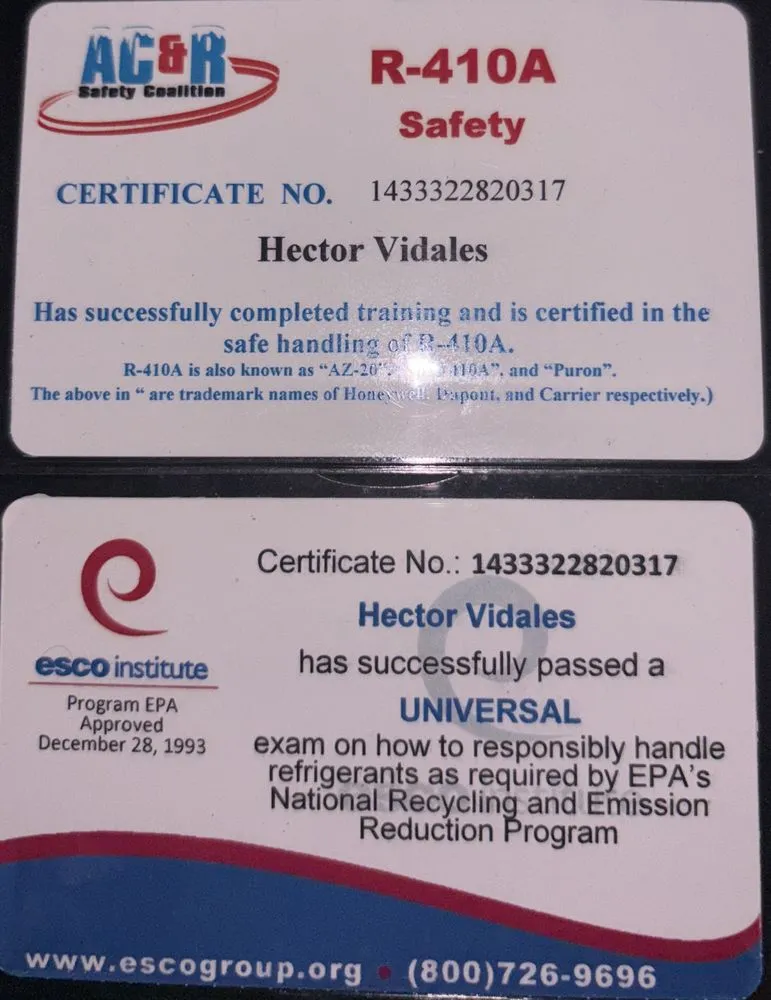 AC&R
Safety Coalition
R-410A
Safety
CERTIFICATE NO. 1433322820317
Hector Vidales
Has successfully completed training and is certified in the
safe handling of R-410A.
R-410A is also known as “AZ-20”, 410A”, and “Puron”.
The above in “ are trademark names of Honeywell, Dupont, and Carrier respectively.)
esco institute
Program EPA
Approved
December 28, 1993
Certificate No.: 1433322820317
Hector Vidales
has successfully passed a
UNIVERSAL
exam on how to responsibly handle
refrigerants as required by EPA's
National Recycling and Emission
Reduction Program
www.escogroup.org • (800)726-9696